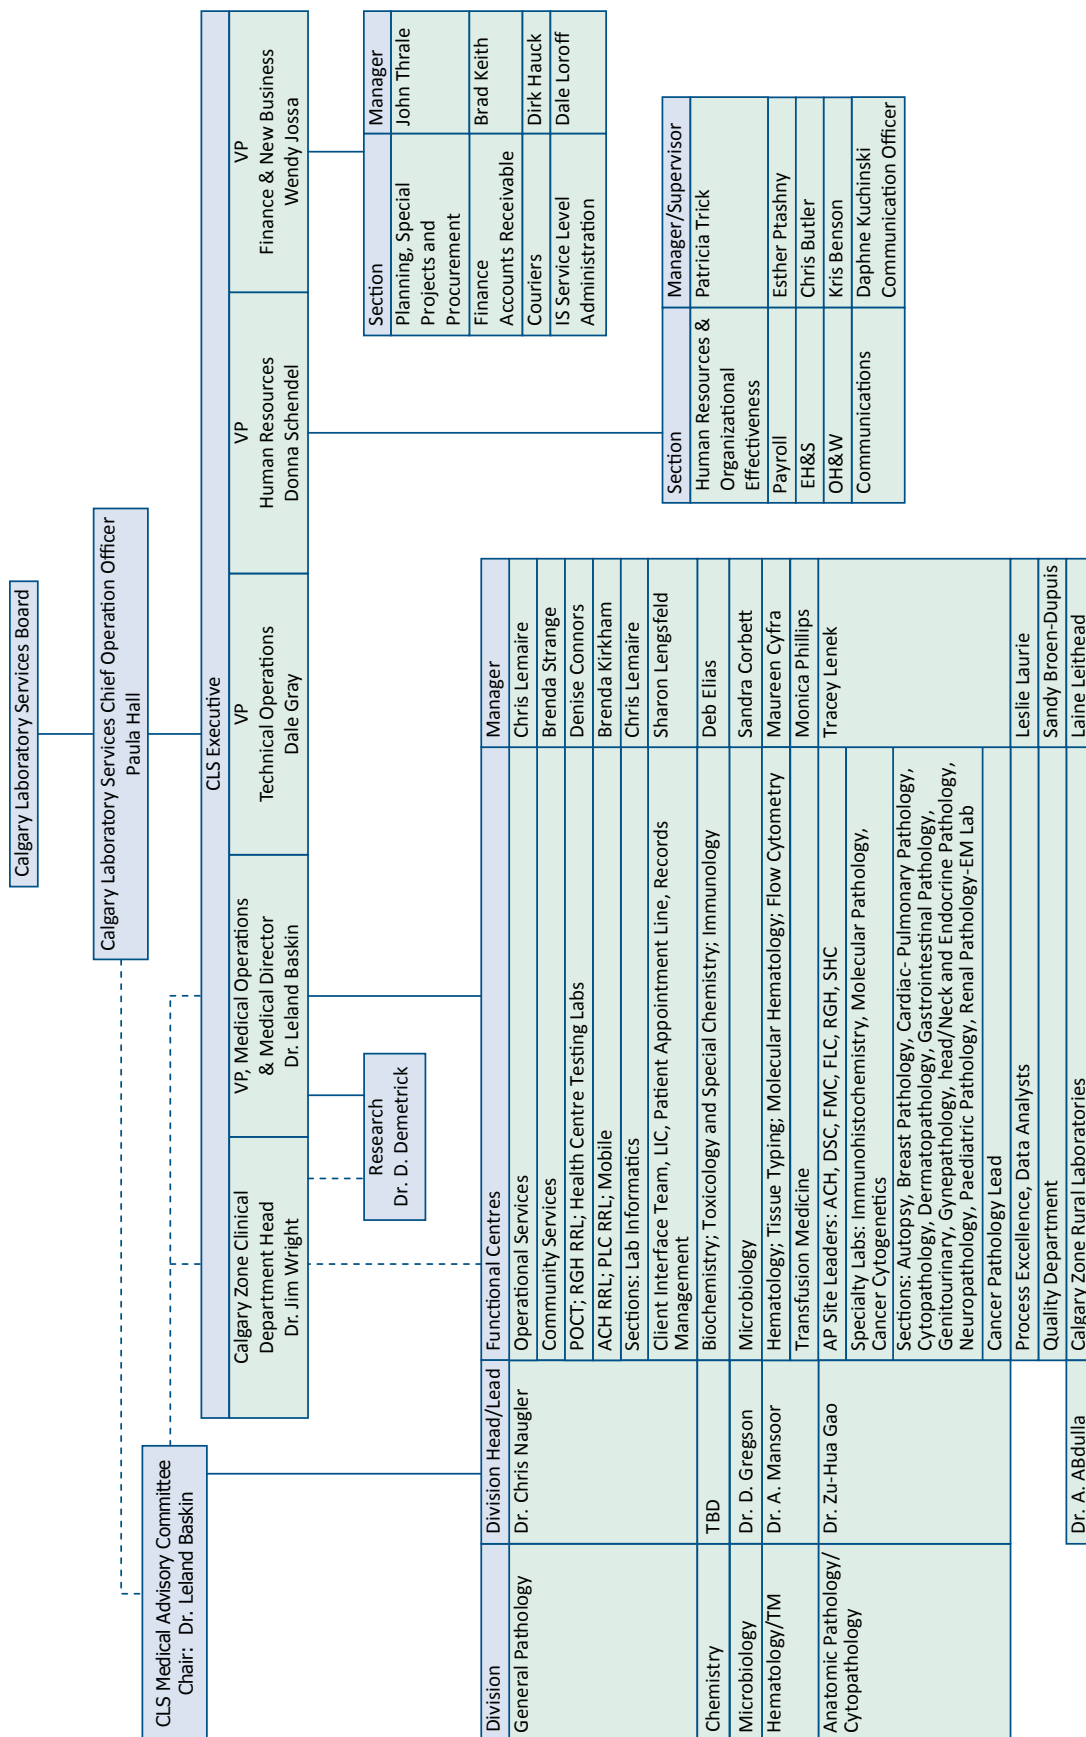 Calgary Laboratory Services Board
Calgary Laboratory Services Chief Operation Officer
Paula Hall
CLS Medical Advisory Committee
Chair: Dr. Leland Baskin
CLS Executive
Calgary Zone Clinical
Department Head
Dr. Jim Wright
VP, Medical Operations
& Medical Director
Dr. Leland Baskin
VP
Technical Operations
Dale Gray
VP
Human Resources
Donna Schendel
VP
Finance & New Business
Wendy Jossa
Research
Dr. D. Demetrick
Section
Manager
Planning, Special
Projects and
Procurement
John Thrale
Finance
Accounts Receivable
Brad Keith
Couriers
Dirk Hauck
IS Service Level
Administration
Dale Loroff
Section
Manager/Supervisor
Human Resources &
Organizational
Effectiveness
Patricia Trick
Payroll
Esther Ptashny
EH&S
Chris Butler
OH&W
Kris Benson
Communications
Daphne Kuchinski
Communication Officer
Division
Division Head/Lead
Functional Centres
Manager
General Pathology
Dr. Chris Naugler
Operational Services
Chris Lemaire
Community Services
Brenda Strange
POCT; RGH RRL; Health Centre Testing Labs
Denise Connors
ACH RRL; PLC RRL; Mobile
Brenda Kirkham
Sections: Lab Informatics
Chris Lemaire
Client Interface Team, LIC, Patient Appointment Line, Records
Management
Sharon Lengsfeld
Chemistry
TBD
Biochemistry; Toxicology and Special Chemistry; Immunology
Deb Elias
Microbiology
Dr. D. Gregson
Microbiology
Sandra Corbett
Hematology/TM
Dr. A. Mansoor
Hematology; Tissue Typing; Molecular Hematology; Flow Cytometry
Maureen Cyfra
Transfusion Medicine
Monica Phillips
Anatomic Pathology/
Cytopathology
Dr. Zu-Hua Gao
AP Site Leaders: ACH, DSC, FMC, FLC, RGH, SHC
Tracey Lenek
Specialty Labs: Immunohistochemistry, Molecular Pathology,
Cancer Cytogenetics
Sections: Autopsy, Breast Pathology, Cardiac- Pulmonary Pathology,
Cytopathology, Dermatopathology, Gastrointestinal Pathology,
Genitourinary, Gynepathology, head/Neck and Endocrine Pathology,
Neuropathology, Paediatric Pathology, Renal Pathology-EM Lab
Cancer Pathology Lead
Process Excellence, Data Analysts
Leslie Laurie
Quality Department
Sandy Broen-Dupuis
Dr. A. ABdulla
Calgary Zone Rural Laboratories
Laine Leithead